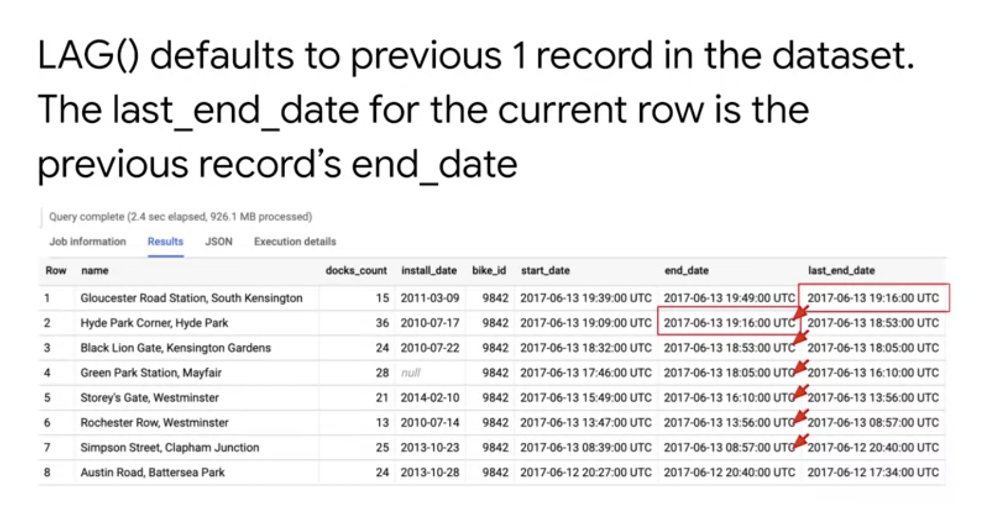 LAG() defaults to previous 1 record in the dataset.
The last_end_date for the current row is the
previous record’s end_date
Query complete (2.4 sec elapsed, 926.1 MB processed)
Job information Results JSON Execution details
Row name docks_count install_date bike_id start_date end_date last_end_date
1 Gloucester Road Station, South Kensington 15 2011-03-09 9842 2017-06-13 19:39:00 UTC 2017-06-13 19:49:00 UTC 2017-06-13 19:16:00 UTC
2 Hyde Park Corner, Hyde Park 36 2010-07-17 9842 2017-06-13 19:09:00 UTC 2017-06-13 19:16:00 UTC 2017-06-13 18:53:00 UTC
3 Black Lion Gate, Kensington Gardens 24 2010-07-22 9842 2017-06-13 18:32:00 UTC 2017-06-13 18:53:00 UTC 2017-06-13 18:05:00 UTC
4 Green Park Station, Mayfair 28 null 9842 2017-06-13 17:46:00 UTC 2017-06-13 18:05:00 UTC 2017-06-13 16:10:00 UTC
5 Storey's Gate, Westminster 21 2014-02-10 9842 2017-06-13 15:49:00 UTC 2017-06-13 16:10:00 UTC 2017-06-13 13:56:00 UTC
6 Rochester Row, Westminster 13 2010-07-14 9842 2017-06-13 13:47:00 UTC 2017-06-13 13:56:00 UTC 2017-06-13 08:57:00 UTC
7 Simpson Street, Clapham Junction 25 2013-10-23 9842 2017-06-13 08:39:00 UTC 2017-06-13 08:57:00 UTC 2017-06-12 20:40:00 UTC
8 Austin Road, Battersea Park 24 2013-10-28 9842 2017-06-12 20:27:00 UTC 2017-06-12 20:40:00 UTC 2017-06-12 17:34:00 UTC